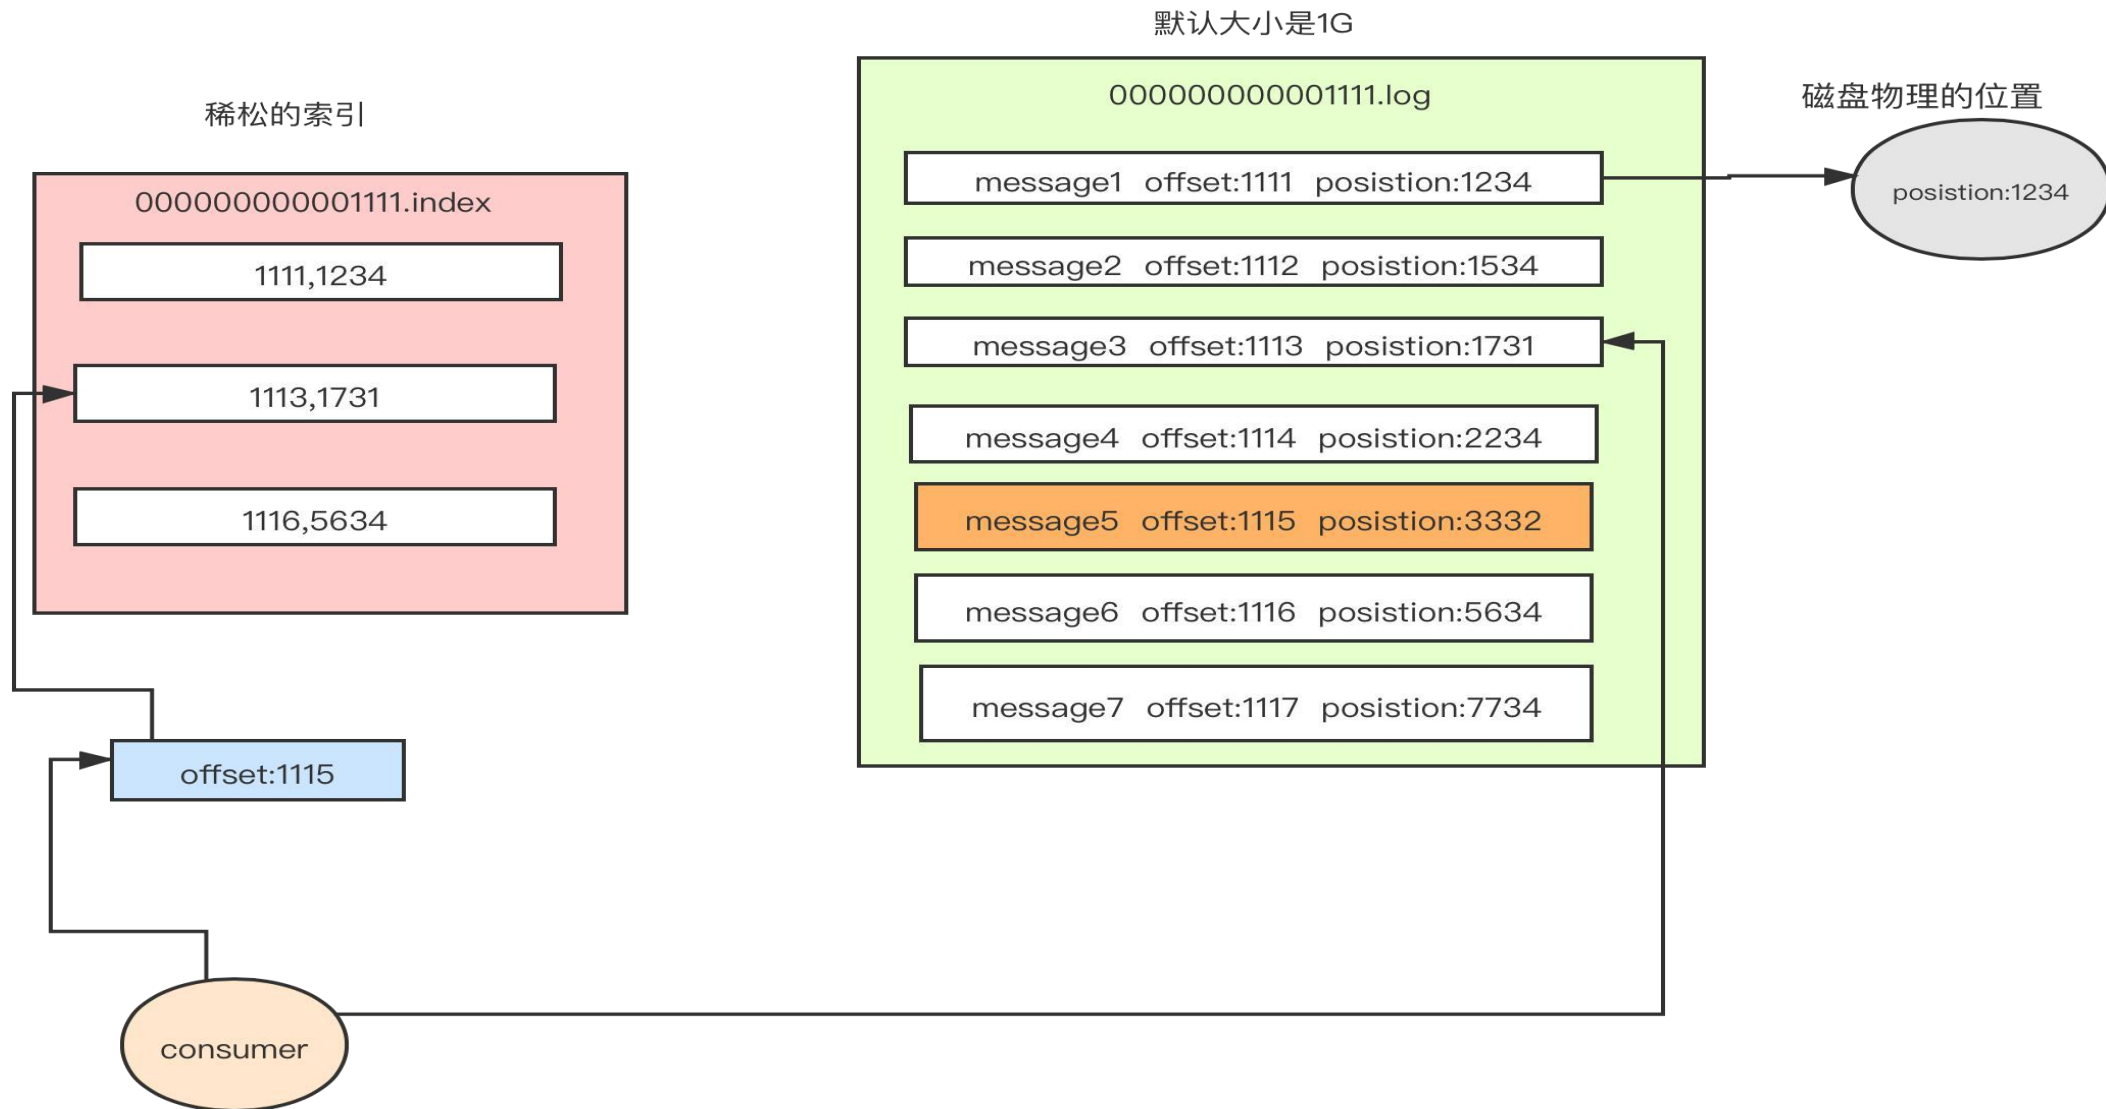 默认大小是1G
稀松的索引
000000000001111.index
1111,1234
1113,1731
1116,5634
offset:1115
consumer
000000000001111.log
message1 offset:1111 posistion:1234
message2 offset:1112 posistion:1534
message3 offset:1113 posistion:1731
message4 offset:1114 posistion:2234
message5 offset:1115 posistion:3332
message6 offset:1116 posistion:5634
message7 offset:1117 posistion:7734
磁盘物理的位置
posistion:1234